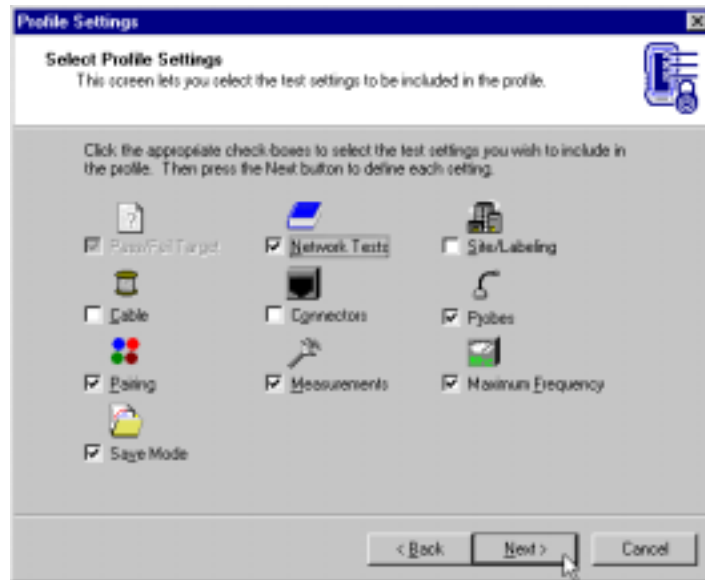 Profile Settings
Select Profile Settings
This screen lets you select the test settings to be included in the profile.
Click the appropriate check-boxes to select the test settings you wish to include in
the profile. Then press the Next button to define each setting.
Pass/Fail Target
Network Tests
Site/Labeling
Cable
Connectors
Probes
Pairing
Measurements
Maximum Frequency
Save Mode
< Back
Next >
Cancel